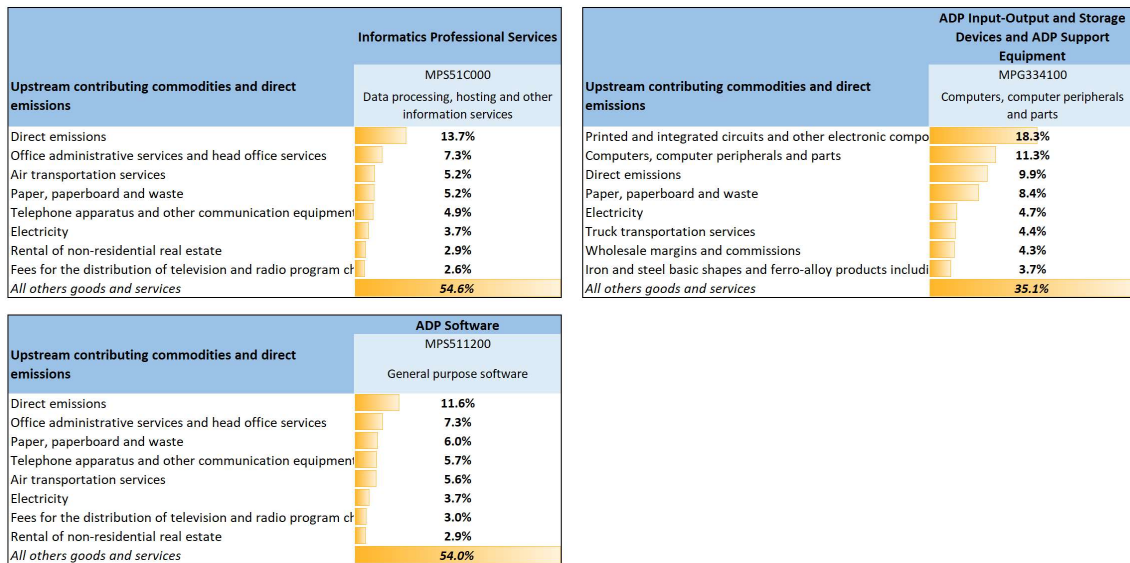 Informatics Professional Services
Upstream contributing commodities and direct
emissions
MPS51C000
Data processing, hosting and other
information services
Direct emissions 13.7%
Office administrative services and head office services 7.3%
Air transportation services 5.2%
Paper, paperboard and waste 5.2%
Telephone apparatus and other communication equipment 4.9%
Electricity 3.7%
Rental of non-residential real estate 2.9%
Fees for the distribution of television and radio program ch 2.6%
All others goods and services 54.6%
ADP Input-Output and Storage
Devices and ADP Support
Equipment
Upstream contributing commodities and direct
emissions
MPG334100
Computers, computer peripherals
and parts
Printed and integrated circuits and other electronic compo 18.3%
Computers, computer peripherals and parts 11.3%
Direct emissions 9.9%
Paper, paperboard and waste 8.4%
Electricity 4.7%
Truck transportation services 4.4%
Wholesale margins and commissions 4.3%
Iron and steel basic shapes and ferro-alloy products includi 3.7%
All others goods and services 35.1%
ADP Software
Upstream contributing commodities and direct
emissions
MPS511200
General purpose software
Direct emissions 11.6%
Office administrative services and head office services 7.3%
Paper, paperboard and waste 6.0%
Telephone apparatus and other communication equipment 5.7%
Air transportation services 5.6%
Electricity 3.7%
Fees for the distribution of television and radio program ch 3.0%
Rental of non-residential real estate 2.9%
All others goods and services 54.0%